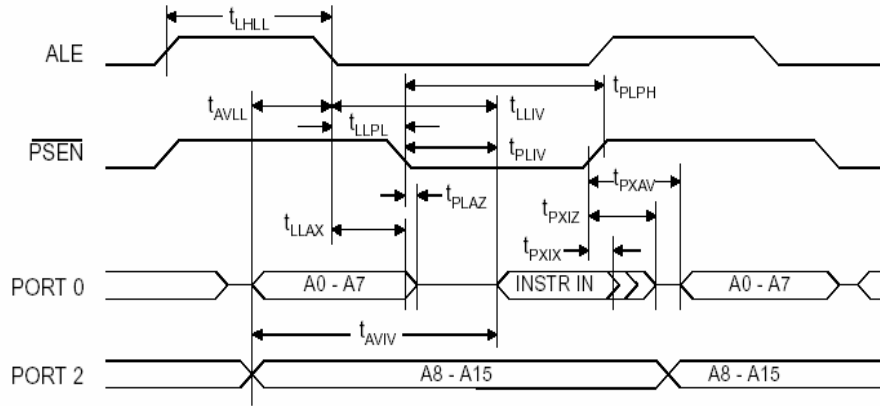 tLHLL
ALE
tAVLL
tLLIV
tPLPH
tLLPL
PSEN
tPLIV
tPXAV
tPLAZ
tLLAX
tPXIZ
tPXIX
PORT 0
A0 - A7
INSTR IN
A0 - A7
tAVIV
PORT 2
A8 - A15
A8 - A15